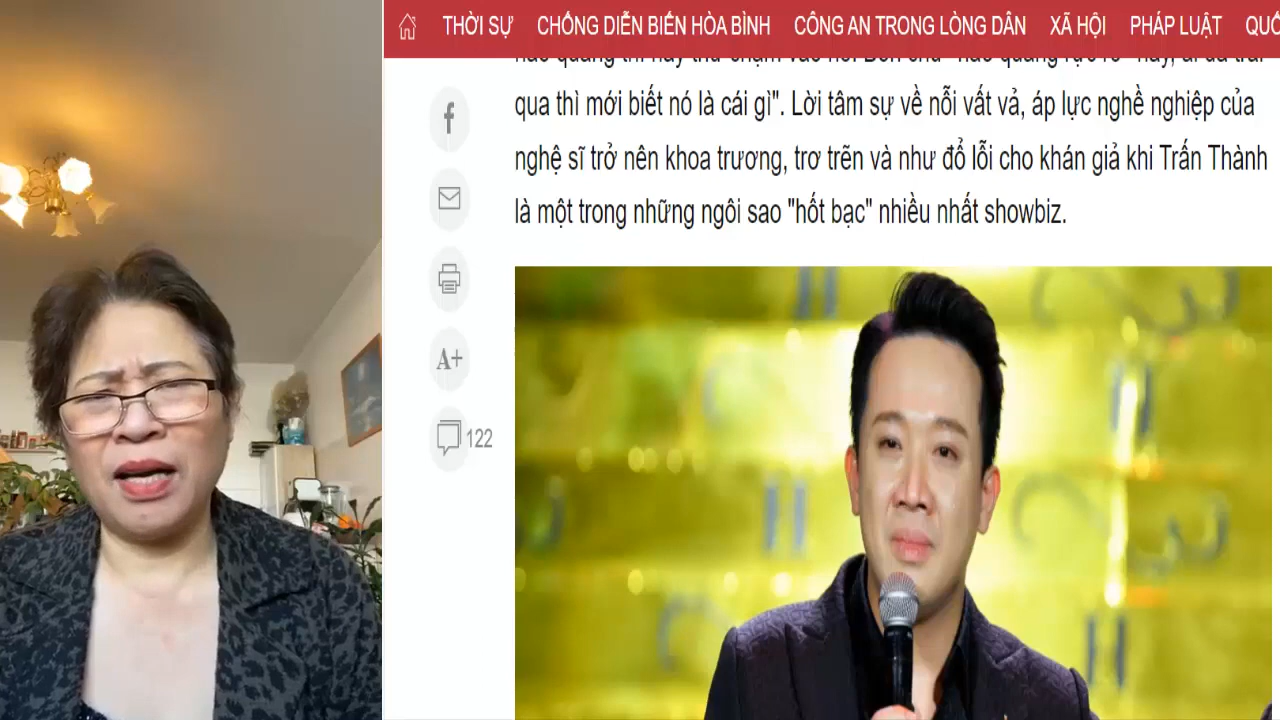 THỜI SỰ CHỐNG DIỄN BIẾN HÒA BÌNH CÔNG AN TRONG LÒNG DÂN XÃ HỘI PHÁP LUẬT QUỐ
qua thì mới biết nó là cái gì". Lời tâm sự về nỗi vất vả, áp lực nghề nghiệp của
nghệ sĩ trở nên khoa trương, trơ trẽn và như đổ lỗi cho khán giả khi Trấn Thành
là một trong những ngôi sao "hốt bạc" nhiều nhất showbiz.
A+
122